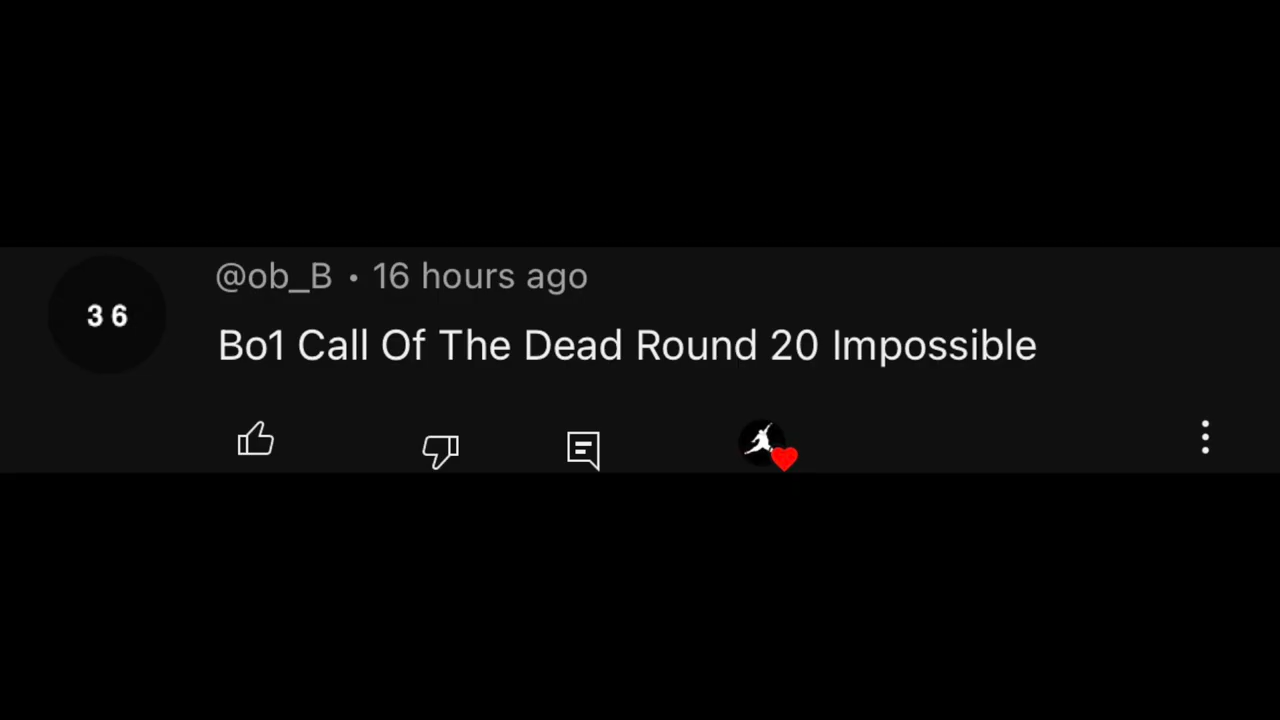 36
@ob_B • 16 hours ago
Bo1 Call Of The Dead Round 20 Impossible